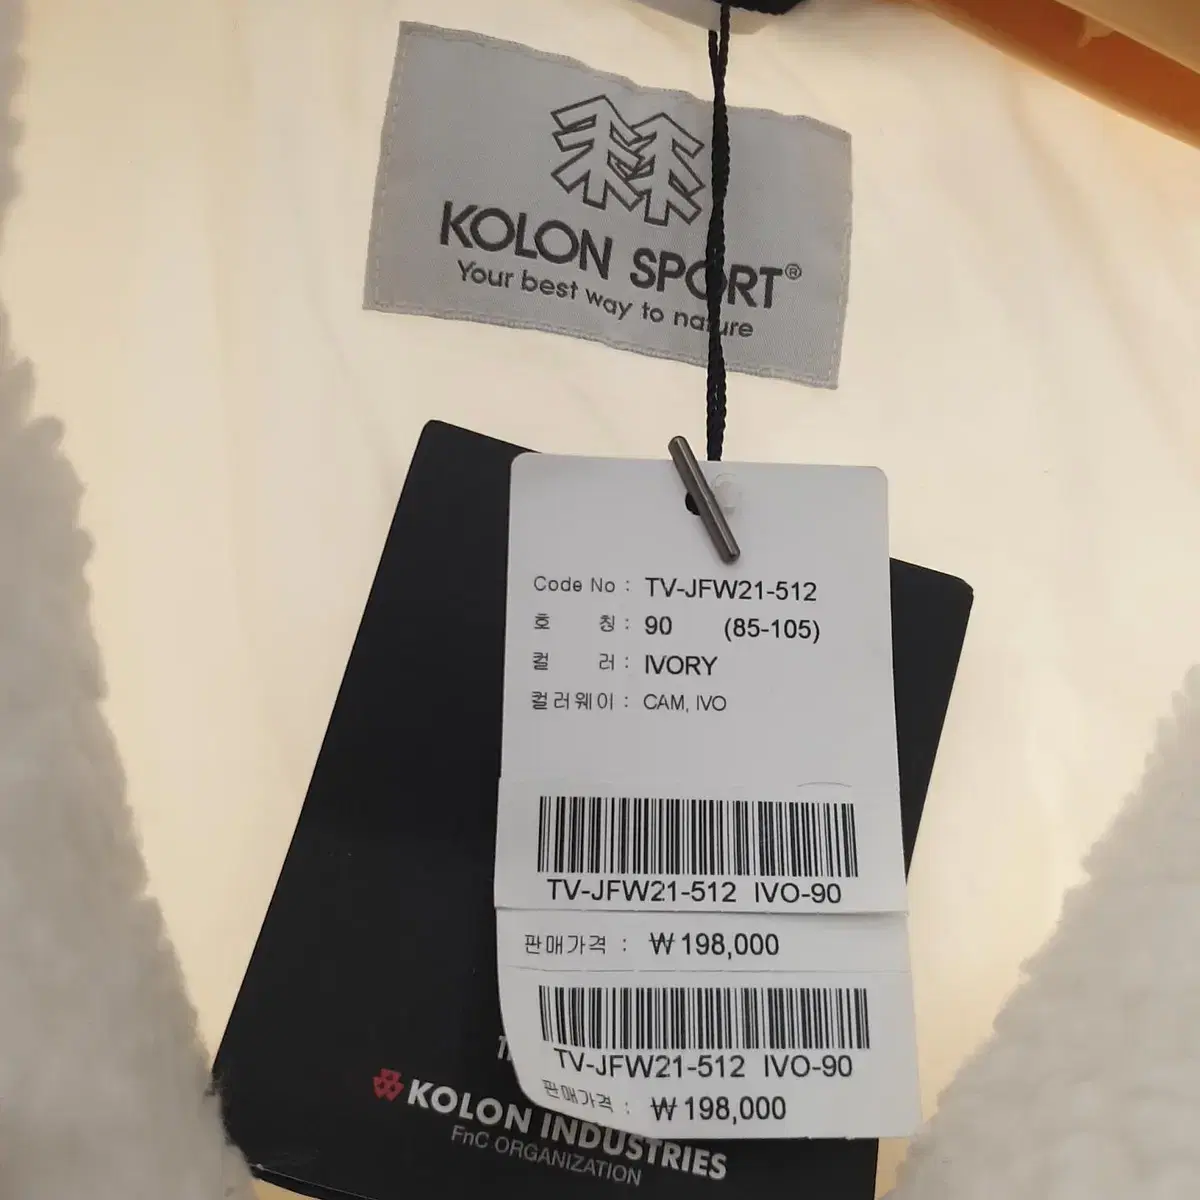 KOLON SPORT®
Your best way to nature
Code No : TV-JFW21-512
호 칭 : 90 (85-105)
컬 러 : IVORY
컬러웨이 : CAM, IVO
TV-JFW21-512 IVO-90
판매가격 : ₩198,000
TV-JFW21-512 IVO-90
판매가격 : ₩198,000
KOLON INDUSTRIES
FnC ORGANIZATION